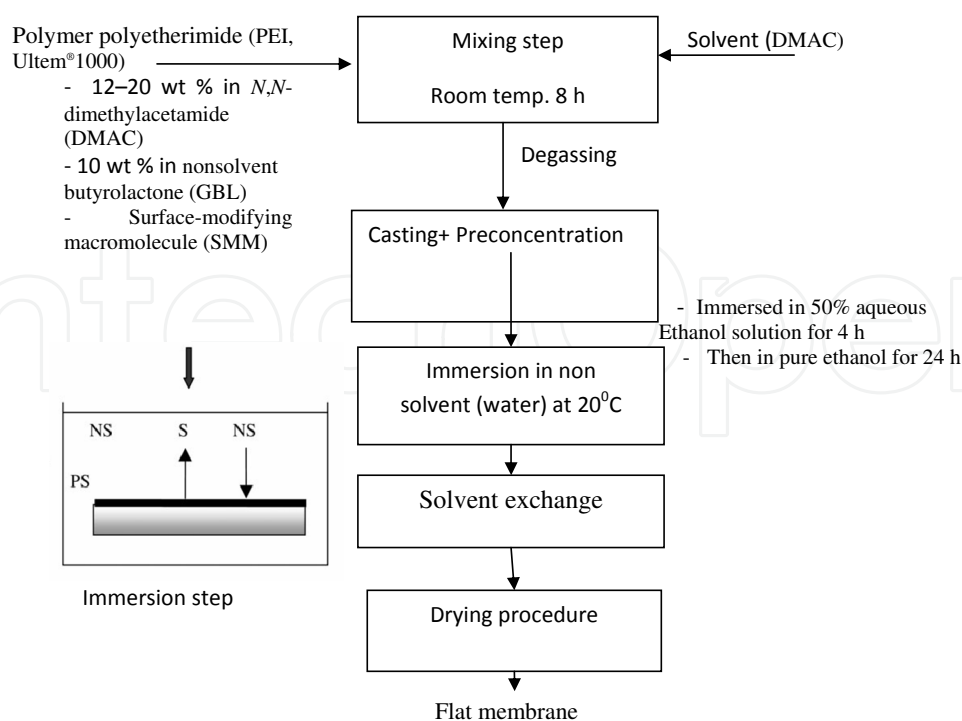 Polymer polyetherimide (PEI,
Ultem®1000)
- 12–20 wt % in N,N-
dimethylacetamide
(DMAC)
- 10 wt % in nonsolvent
butyrolactone (GBL)
- Surface-modifying
macromolecule (SMM)
Mixing step
Room temp. 8 h
Solvent (DMAC)
Degassing
Casting+ Preconcentration
- Immersed in 50% aqueous
Ethanol solution for 4 h
- Then in pure ethanol for 24 h
Immersion in non
solvent (water) at 20⁰C
NS S NS
PS
Immersion step
Solvent exchange
Drying procedure
Flat membrane
ntechOpen